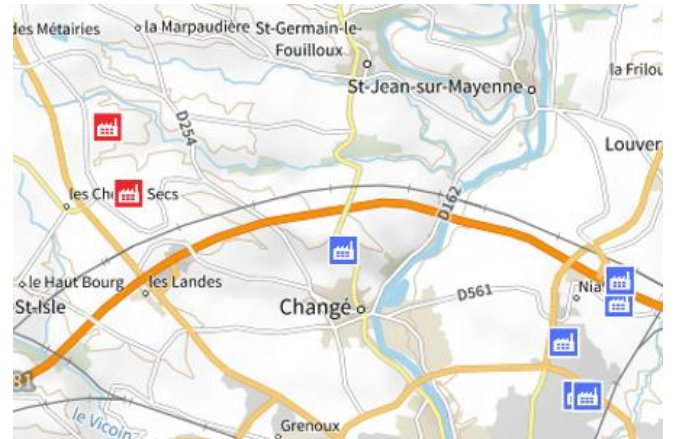 des Métairies
la Marpaudière
St-Germain-le-
Fouilloux
St-Jean-sur-Mayenne
la Frilou
D254
Louver
les Ch
Secs
D162
le Haut Bourg
les Landes
St-Isle
Nia
D561
Changé
81
le Vicoin
Grenoux